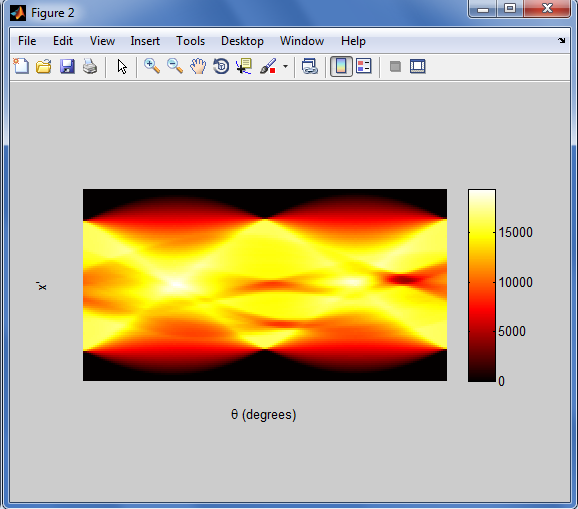 Figure 2
File Edit View Insert Tools Desktop Window Help
15000
10000
5000
0
x'
θ (degrees)